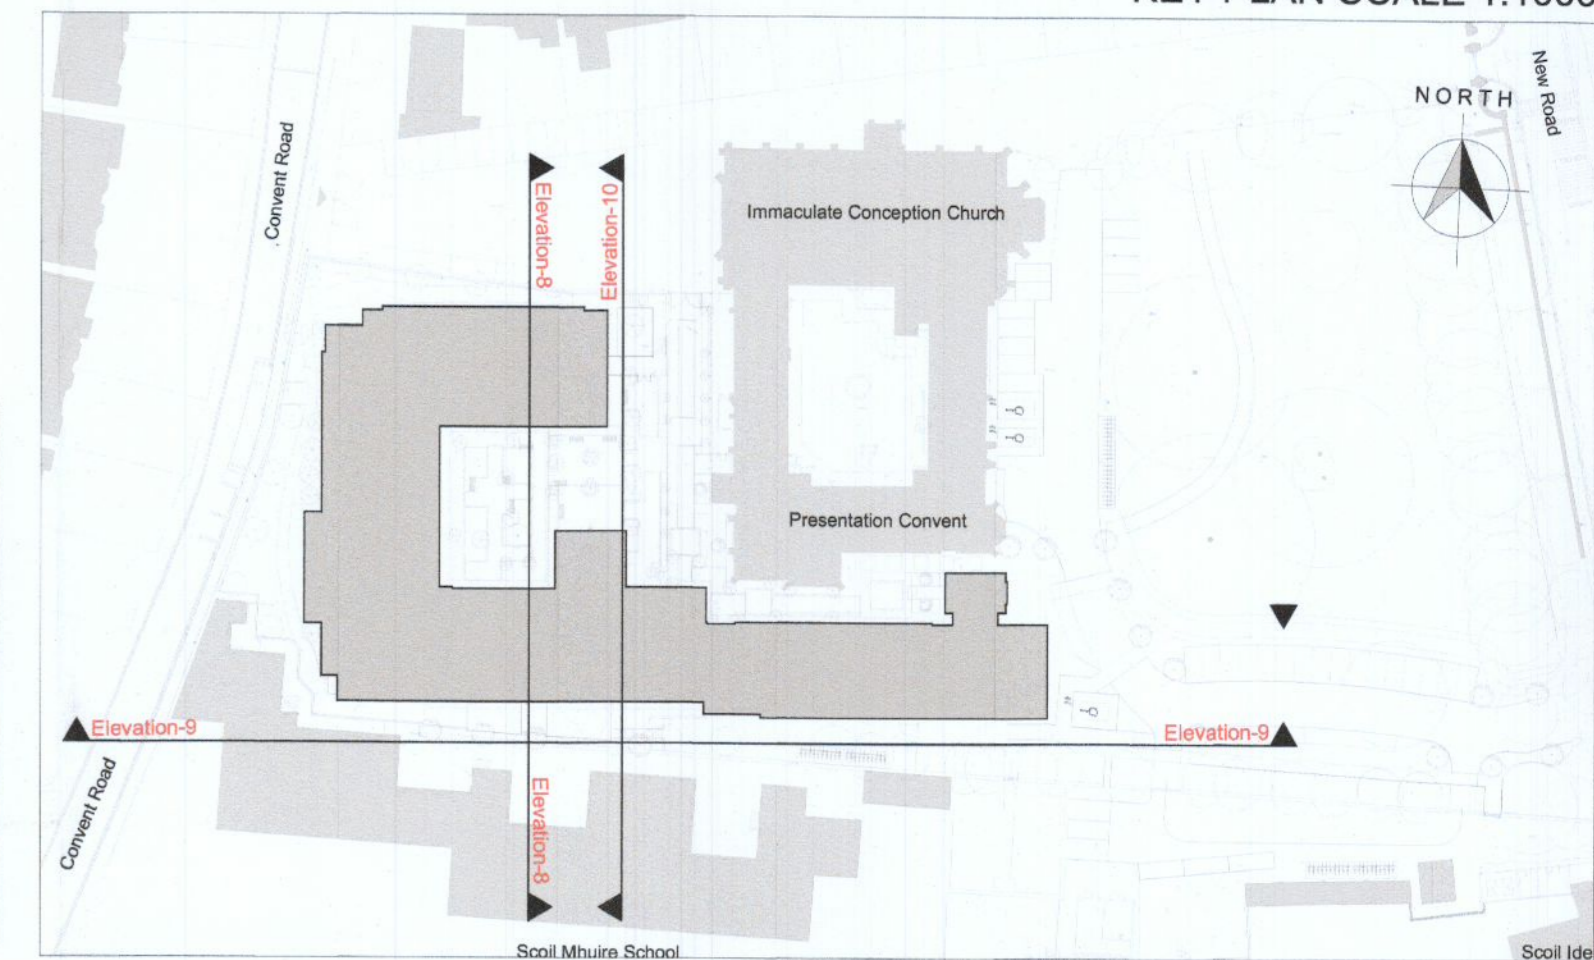 New Road
NORTH
Convent Road
Elevation-8
Elevation-10
Immaculate Conception Church
Presentation Convent
Elevation-9
Elevation-9
Convent Road
Elevation-8
Scoil Mhuire School